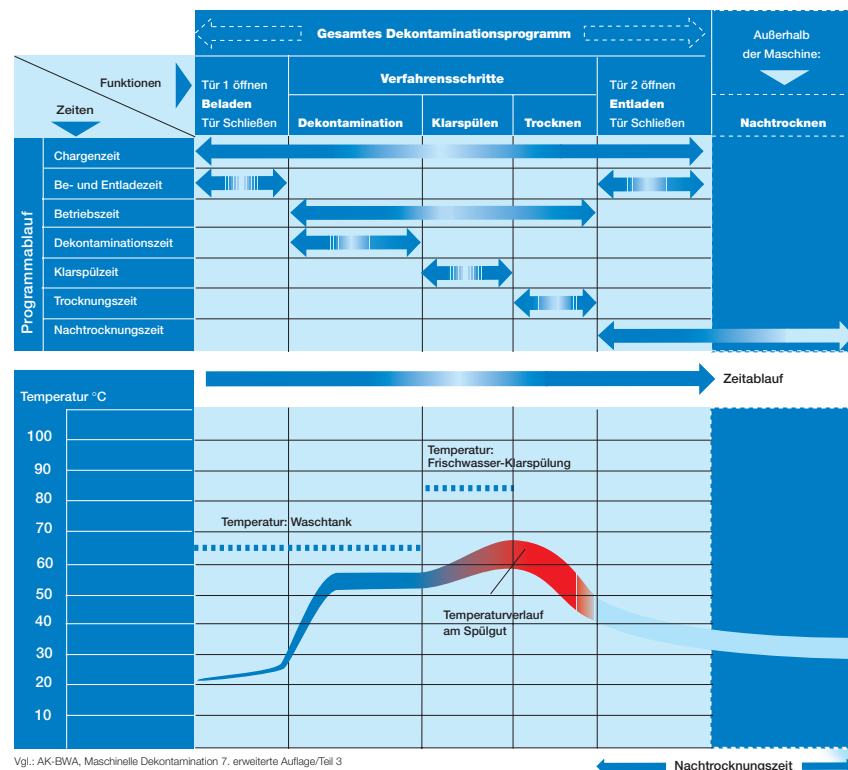 Gesamtes Dekontaminationsprogramm
Außerhalb
der Maschine:
Funktionen
Zeiten
Tür 1 öffnen
Beladen
Tür Schließen
Verfahrensschritte
Dekontamination
Klarspülen
Trocknen
Tür 2 öffnen
Entladen
Tür Schließen
Nachtrocknen
Programmablauf
Chargenzeit
Be- und Entladezeit
Betriebszeit
Dekontaminationszeit
Klarspülzeit
Trocknungszeit
Nachtrocknungszeit
Zeitablauf
Temperatur °C
100
90
80
70
60
50
40
30
20
10
Temperatur:
Frischwasser-Klarspülung
Temperatur: Waschtank
Temperaturverlauf
am Spülgut
Vgl.: AK-BWA, Maschinelle Dekontamination 7. erweiterte Auflage/Teil 3
Nachtrocknungszeit